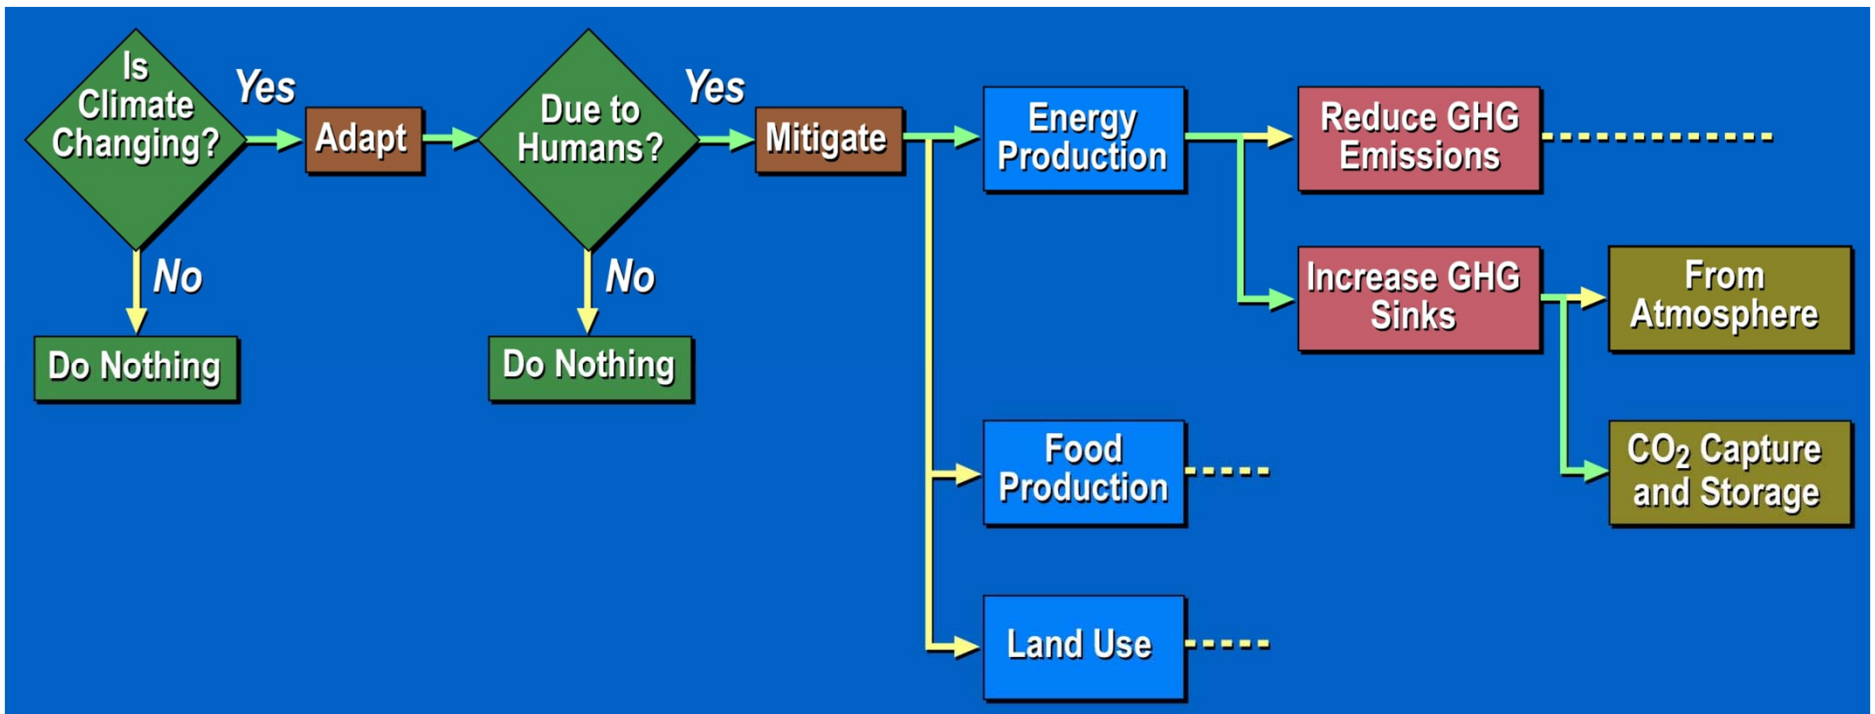 Is
Climate
Changing?
Yes
Adapt
No
Do Nothing
Due to
Humans?
Yes
Mitigate
No
Do Nothing
Energy
Production
Reduce GHG
Emissions
Increase GHG
Sinks
From
Atmosphere
CO₂ Capture
and Storage
Food
Production
Land Use